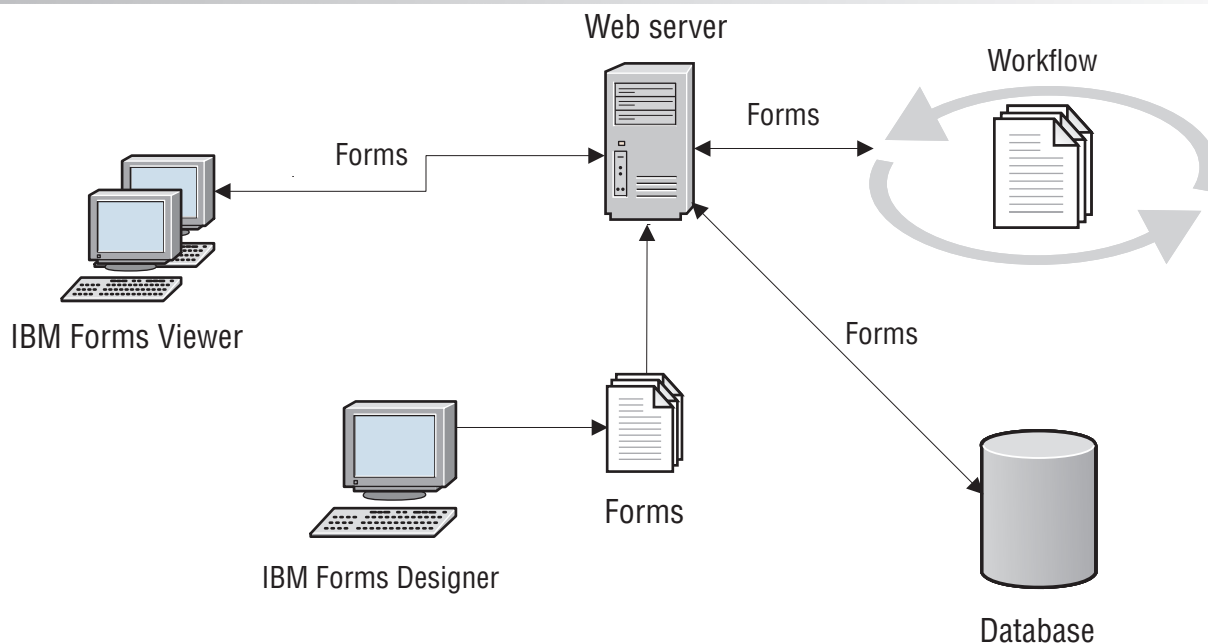 Web server
Workflow
Forms
Forms
IBM Forms Viewer
Forms
Forms
IBM Forms Designer
Database